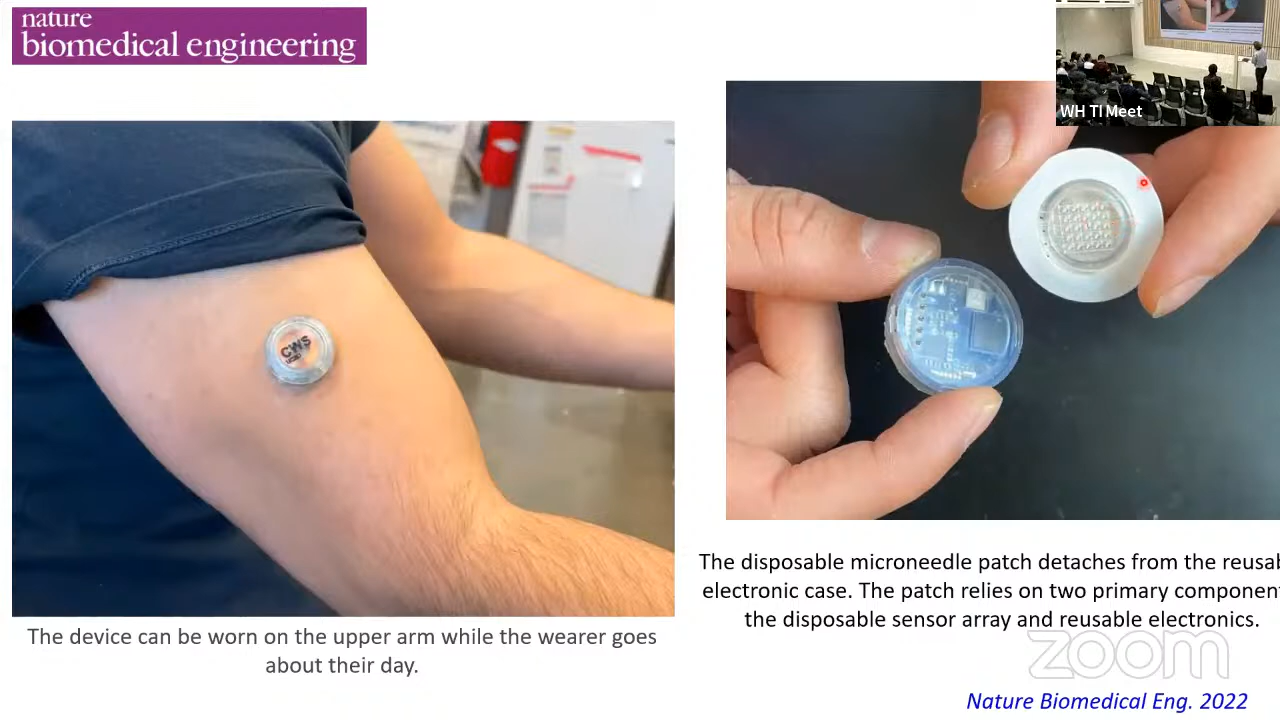 nature
biomedical engineering
WH TI Meet
CWS
The device can be worn on the upper arm while the wearer goes
about their day.
The disposable microneedle patch detaches from the reusab
electronic case. The patch relies on two primary componen
the disposable sensor array and reusable electronics.
zoom
Nature Biomedical Eng. 2022